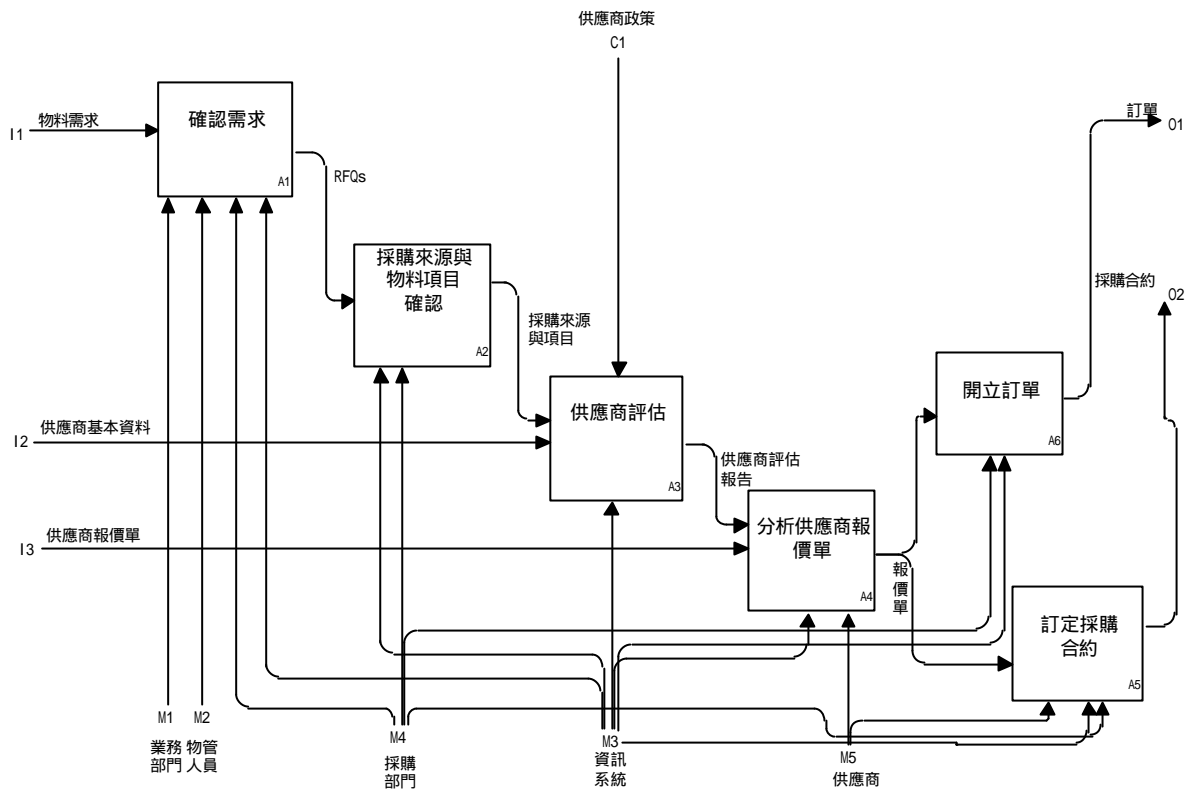 供應商政策
C1
I1
物料需求
確認需求
A1
RFQs
訂單
O1
採購來源與
物料項目
確認
A2
採購來源
與項目
採購合約
O2
I2
供應商基本資料
供應商評估
A3
供應商評估
報告
開立訂單
A6
I3
供應商報價單
分析供應商報
價單
A4
報
價
單
訂定採購
合約
A5
M1
業務
部門
M2
物管
人員
M4
採購
部門
M3
資訊
系統
M5
供應商